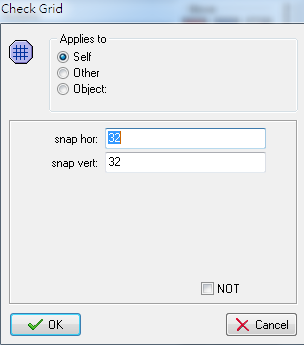 Check Grid
Applies to
Self
Other
Object:
snap hor: 32
snap vert: 32
NOT
OK
Cancel